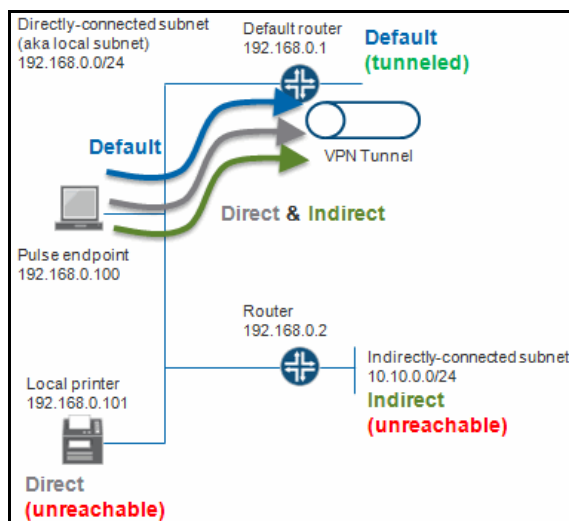 Directly-connected subnet
(aka local subnet)
192.168.0.0/24
Default router
192.168.0.1
Default
(tunneled)
Default
VPN Tunnel
Direct & Indirect
Pulse endpoint
192.168.0.100
Router
192.168.0.2
Indirectly-connected subnet
10.10.0.0/24
Indirect
(unreachable)
Local printer
192.168.0.101
Direct
(unreachable)